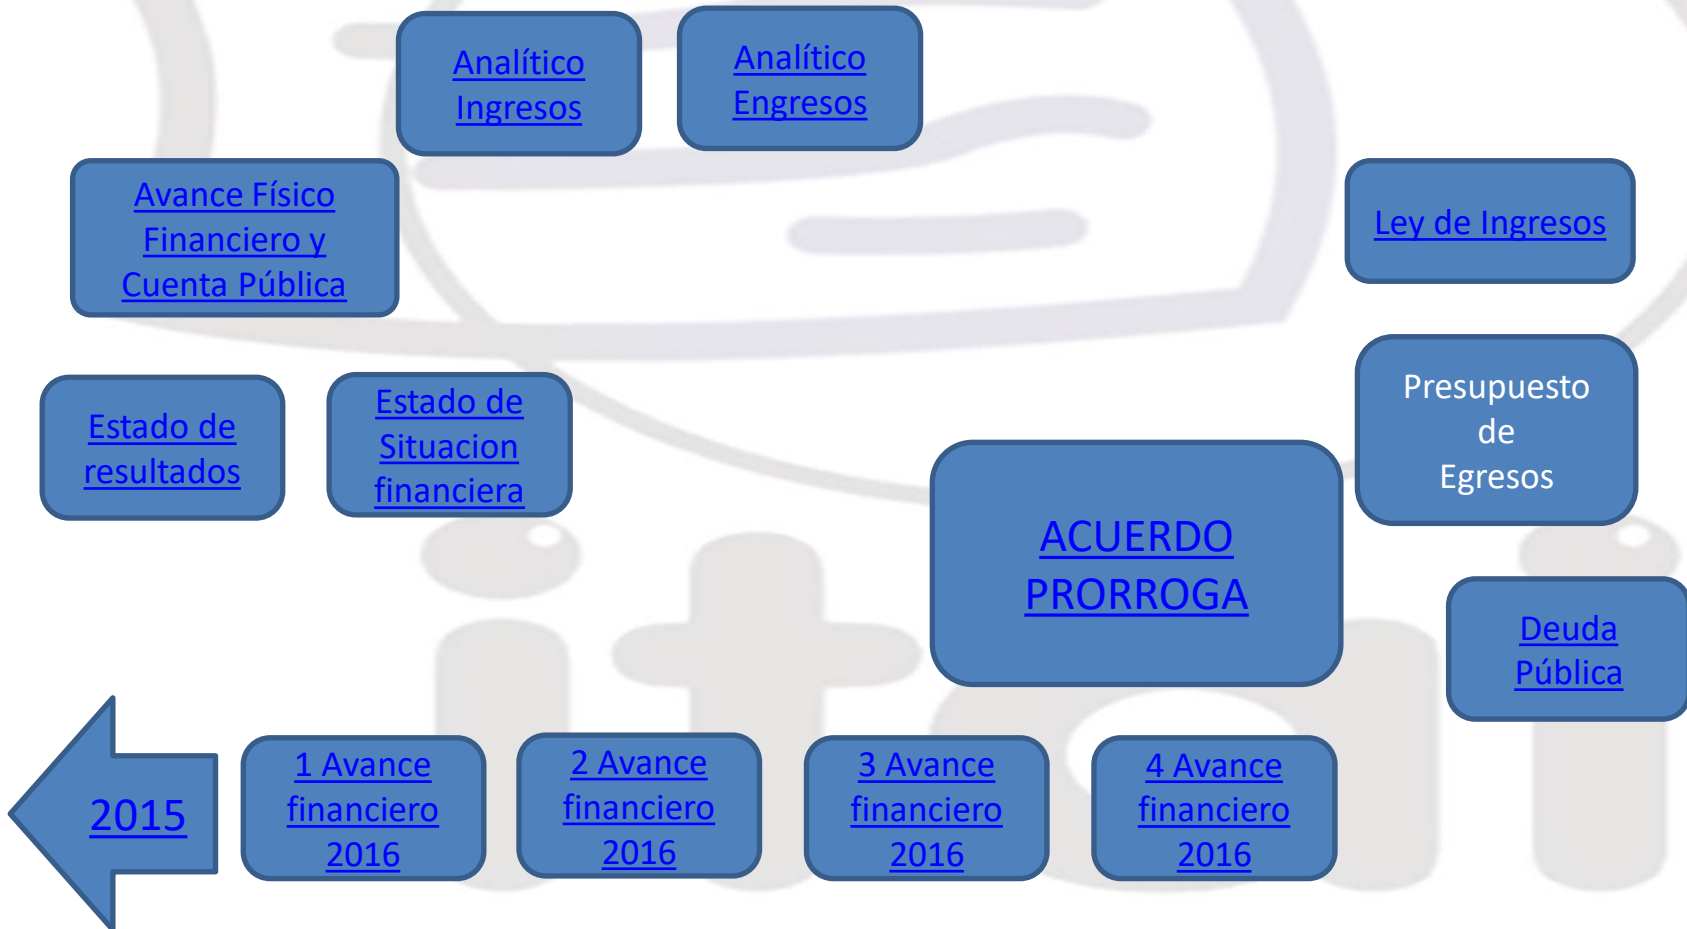 Analítico
Ingresos
Analítico
Engresos
Avance Físico
Financiero y
Cuenta Pública
Ley de Ingresos
Estado de
resultados
Estado de
Situacion
financiera
Presupuesto
de
Egresos
ACUERDO
PRORROGA
Deuda
Pública
2015
1 Avance
financiero
2016
2 Avance
financiero
2016
3 Avance
financiero
2016
4 Avance
financiero
2016
itai